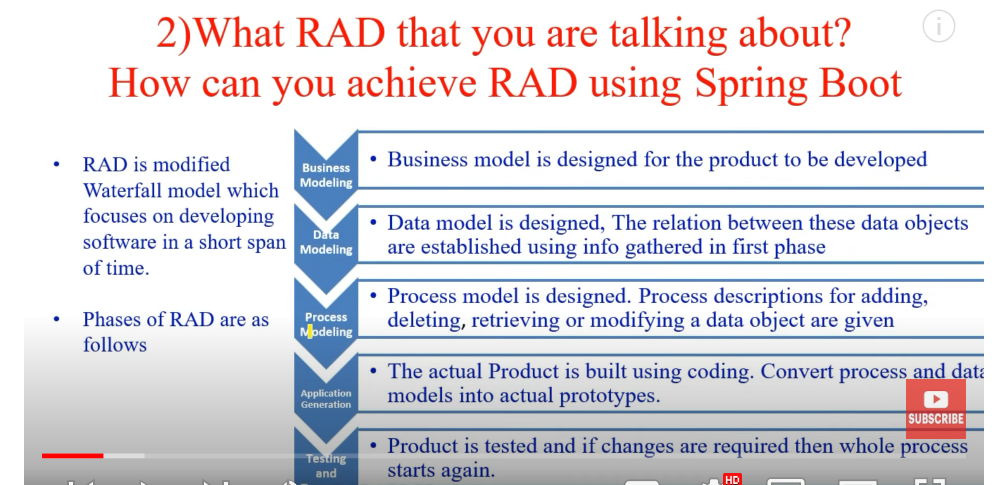 2)What RAD that you are talking about?
How can you achieve RAD using Spring Boot
• RAD is modified
Waterfall model which
focuses on developing
software in a short span
of time.
• Phases of RAD are as
follows
Business
Modeling
• Business model is designed for the product to be developed
Data
Modeling
• Data model is designed, The relation between these data objects
are established using info gathered in first phase
Process
Modeling
• Process model is designed. Process descriptions for adding,
deleting, retrieving or modifying a data object are given
Application
Generation
• The actual Product is built using coding. Convert process and data
models into actual prototypes.
Testing
and
• Product is tested and if changes are required then whole process
starts again.
SUBSCRIBE
HD